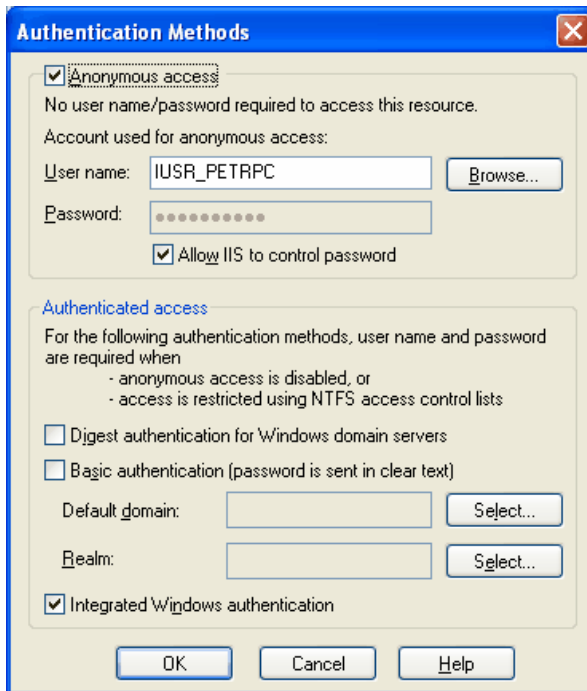 Authentication Methods
Anonymous access
No user name/password required to access this resource.
Account used for anonymous access:
User name: IUSR_PETRPC Browse...
Password: ●●●●●●●●●●
Allow IIS to control password
Authenticated access
For the following authentication methods, user name and password
are required when
- anonymous access is disabled, or
- access is restricted using NTFS access control lists
Digest authentication for Windows domain servers
Basic authentication (password is sent in clear text)
Default domain: Select...
Realm: Select...
Integrated Windows authentication
OK Cancel Help